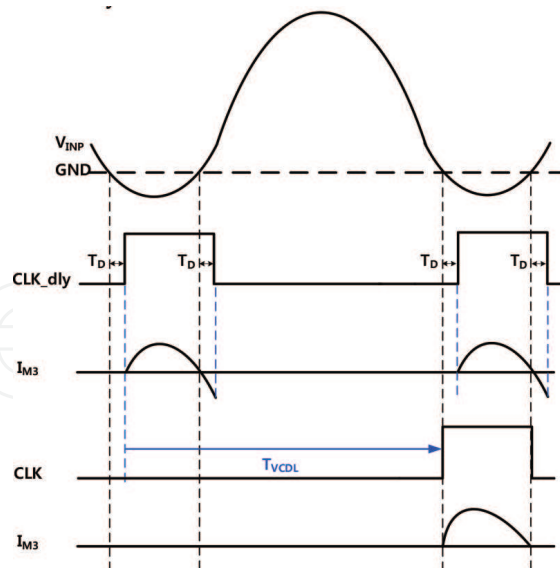 V_INP
GND
T_D T_D T_D T_D
CLK_dly
I_M3
T_VCDL
CLK
I_M3